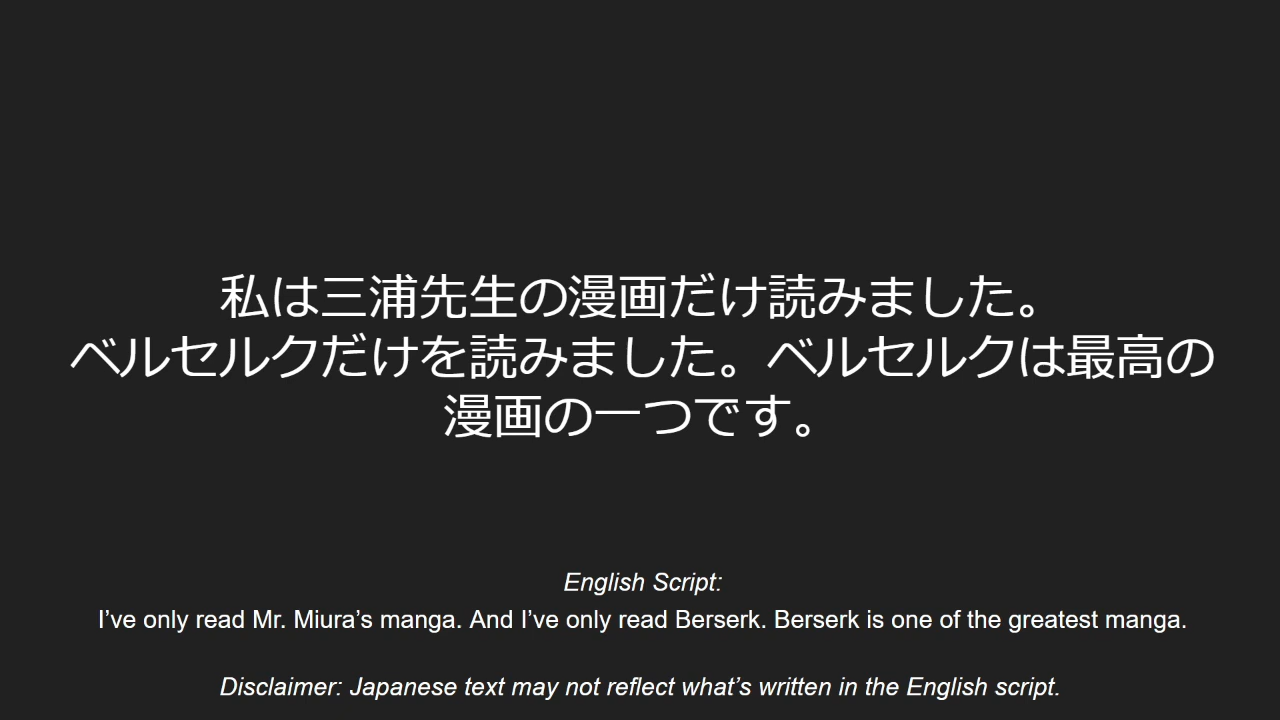 私は三浦先生の漫画だけ読みました。
ベルセルクだけを読みました。ベルセルクは最高の
漫画の一つです。
English Script:
I’ve only read Mr. Miura’s manga. And I’ve only read Berserk. Berserk is one of the greatest manga.
Disclaimer: Japanese text may not reflect what’s written in the English script.